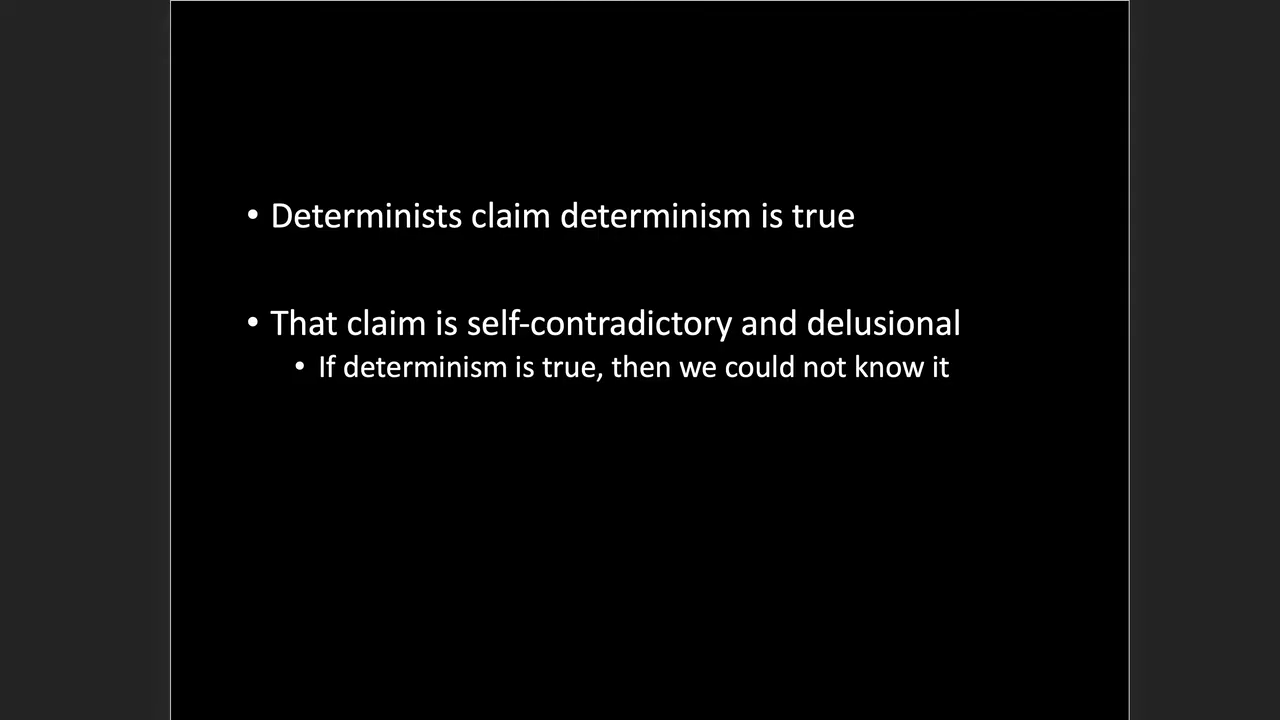 • Determinists claim determinism is true
• That claim is self-contradictory and delusional
• If determinism is true, then we could not know it